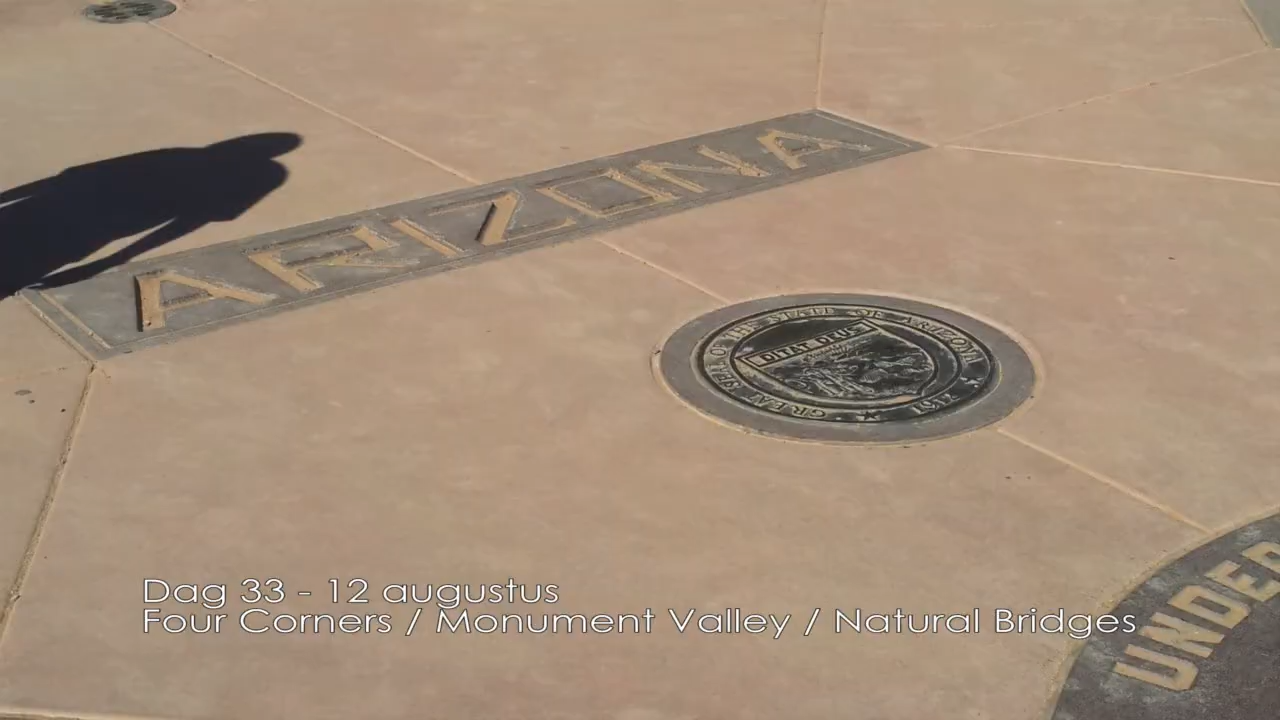 ARIZONA
GREAT SEAL OF THE STATE OF ARIZONA
DITAT DEUS
1912
UNDER
Dag 33 - 12 augustus
Four Corners / Monument Valley / Natural Bridges